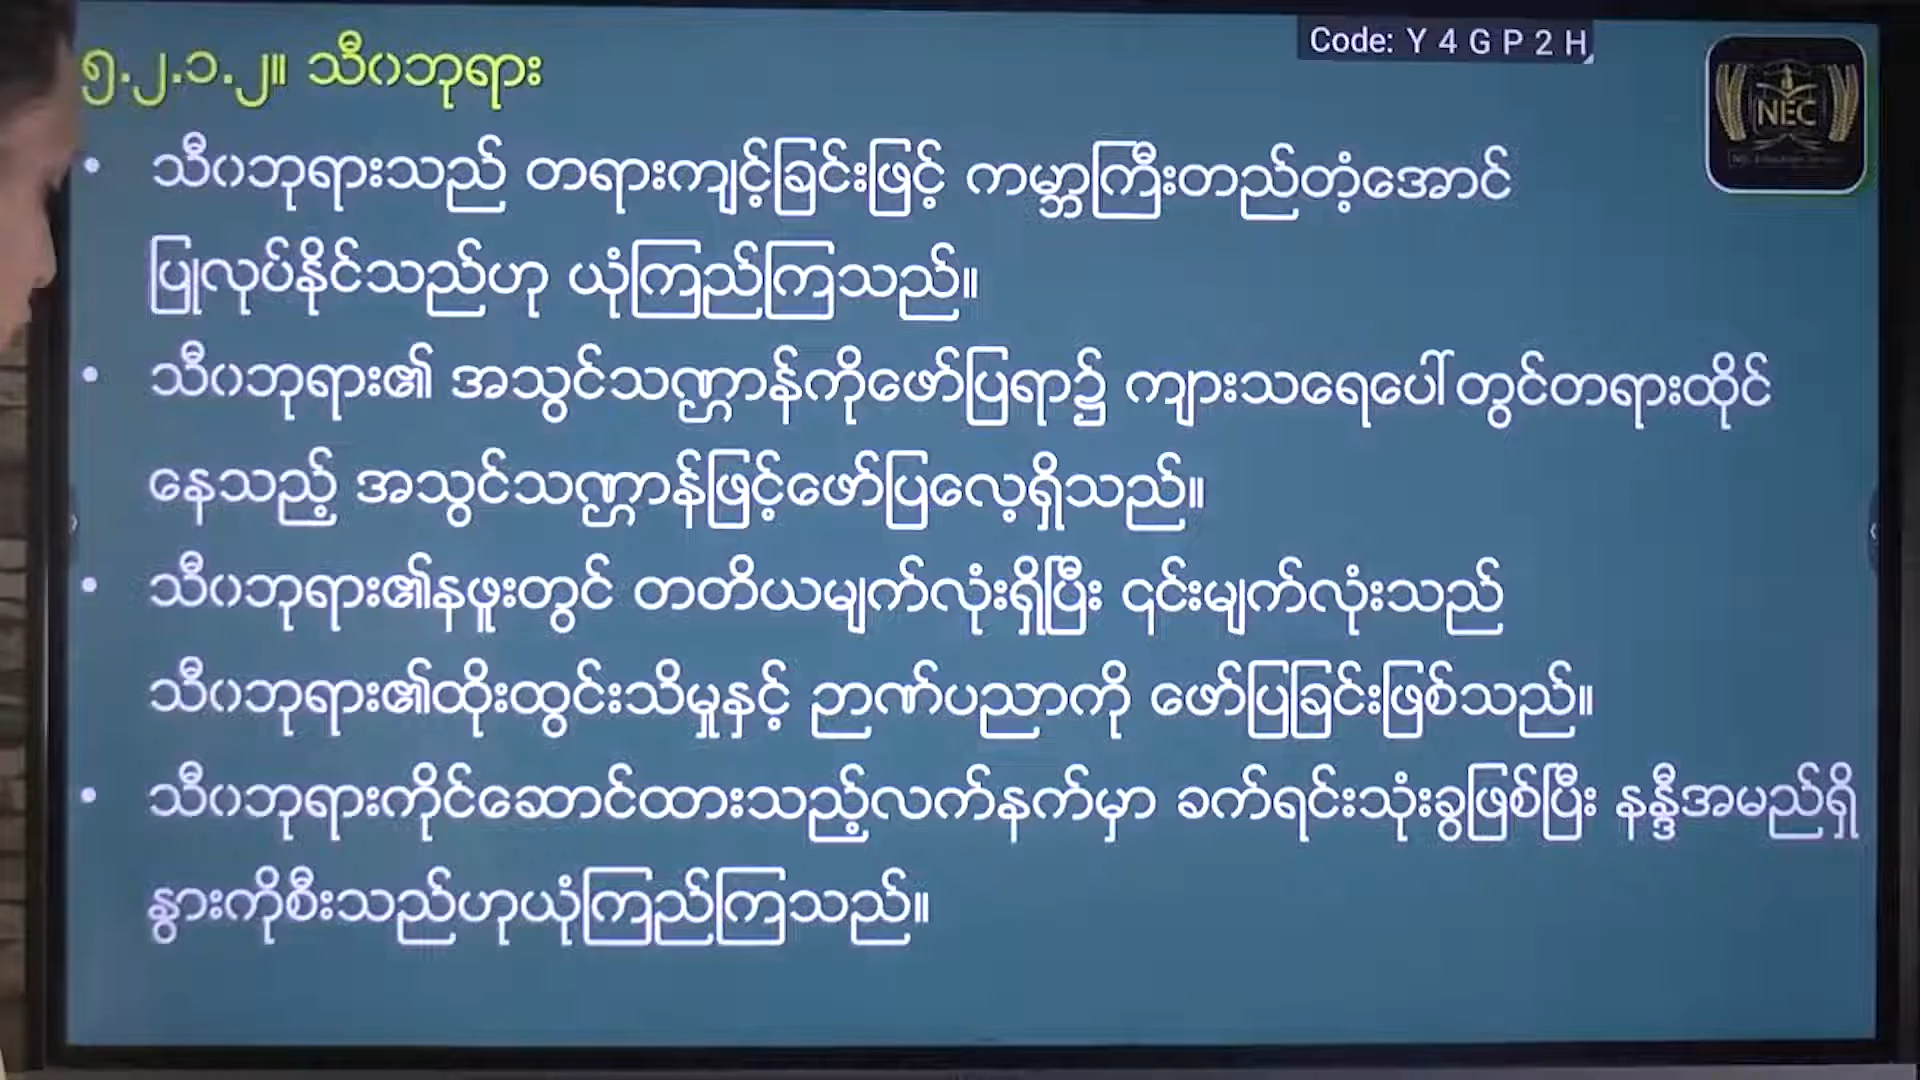 Code: Y 4 G P 2 H
၅.၂.၁.၂။ သီဝဘုရား
NEC
• သီဝဘုရားသည် တရားကျင့်ခြင်းဖြင့် ကမ္ဘာကြီးတည်တံ့အောင်
ပြုလုပ်နိုင်သည်ဟု ယုံကြည်ကြသည်။
• သီဝဘုရား၏ အသွင်သဏ္ဌာန်ကိုဖော်ပြရာ၌ ကျားသရေပေါ်တွင်တရားထိုင်
နေသည့် အသွင်သဏ္ဌာန်ဖြင့်ဖော်ပြလေ့ရှိသည်။
• သီဝဘုရား၏နဖူးတွင် တတိယမျက်လုံးရှိပြီး ၎င်းမျက်လုံးသည်
သီဝဘုရား၏ထိုးထွင်းသိမှုနှင့် ဉာဏ်ပညာကို ဖော်ပြခြင်းဖြစ်သည်။
• သီဝဘုရားကိုင်ဆောင်ထားသည့်လက်နက်မှာ ခက်ရင်းသုံးခွဖြစ်ပြီး နန္ဒီအမည်ရှိ
နွားကိုစီးသည်ဟုယုံကြည်ကြသည်။